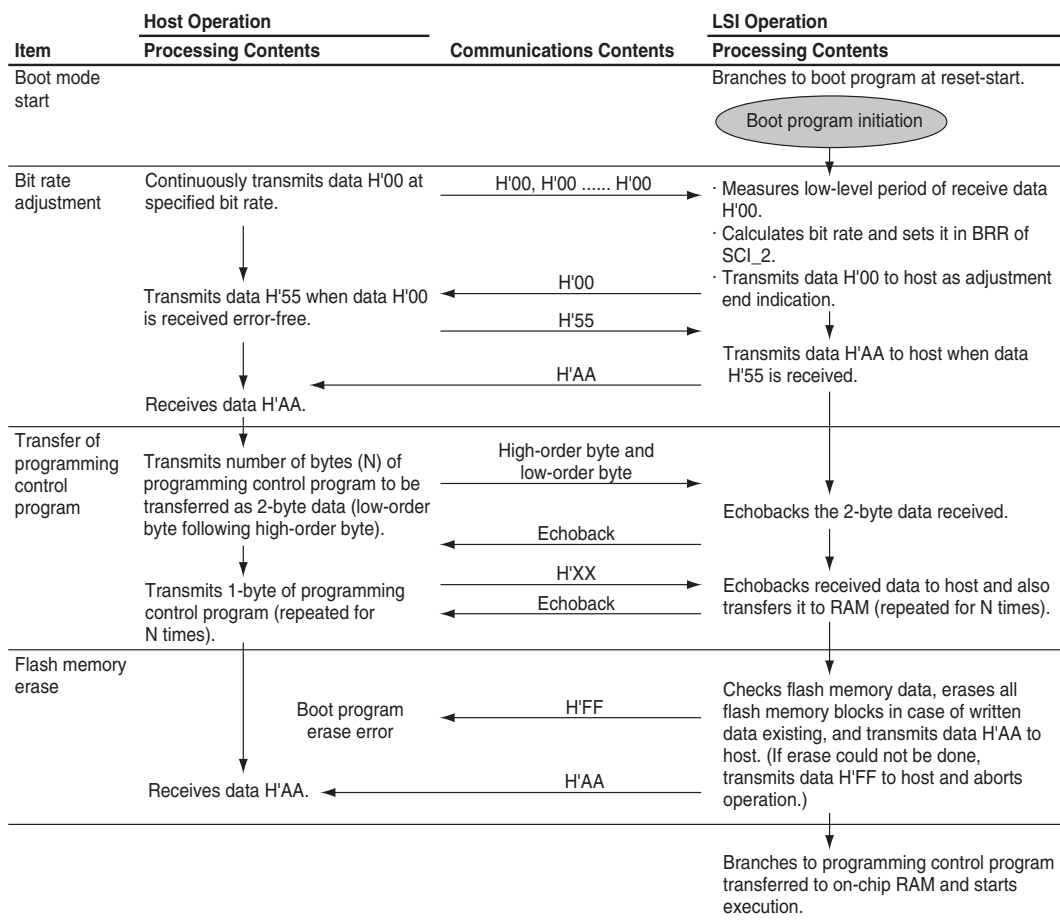 Host Operation
LSI Operation
Item
Processing Contents
Communications Contents
Processing Contents
Boot mode
start
Branches to boot program at reset-start.
Boot program initiation
Bit rate
adjustment
Continuously transmits data H'00 at
specified bit rate.
H'00, H'00 ...... H'00
· Measures low-level period of receive data
H'00.
· Calculates bit rate and sets it in BRR of
SCI_2.
· Transmits data H'00 to host as adjustment
end indication.
H'00
Transmits data H'55 when data H'00
is received error-free.
H'55
Transmits data H'AA to host when data
H'55 is received.
H'AA
Receives data H'AA.
Transfer of
programming
control
program
Transmits number of bytes (N) of
programming control program to be
transferred as 2-byte data (low-order
byte following high-order byte).
High-order byte and
low-order byte
Echobacks the 2-byte data received.
Echoback
Transmits 1-byte of programming
control program (repeated for
N times).
H'XX
Echoback
Echobacks received data to host and also
transfers it to RAM (repeated for N times).
Flash memory
erase
Boot program
erase error
H'FF
Checks flash memory data, erases all
flash memory blocks in case of written
data existing, and transmits data H'AA to
host. (If erase could not be done,
transmits data H'FF to host and aborts
operation.)
Receives data H'AA.
H'AA
Branches to programming control program
transferred to on-chip RAM and starts
execution.